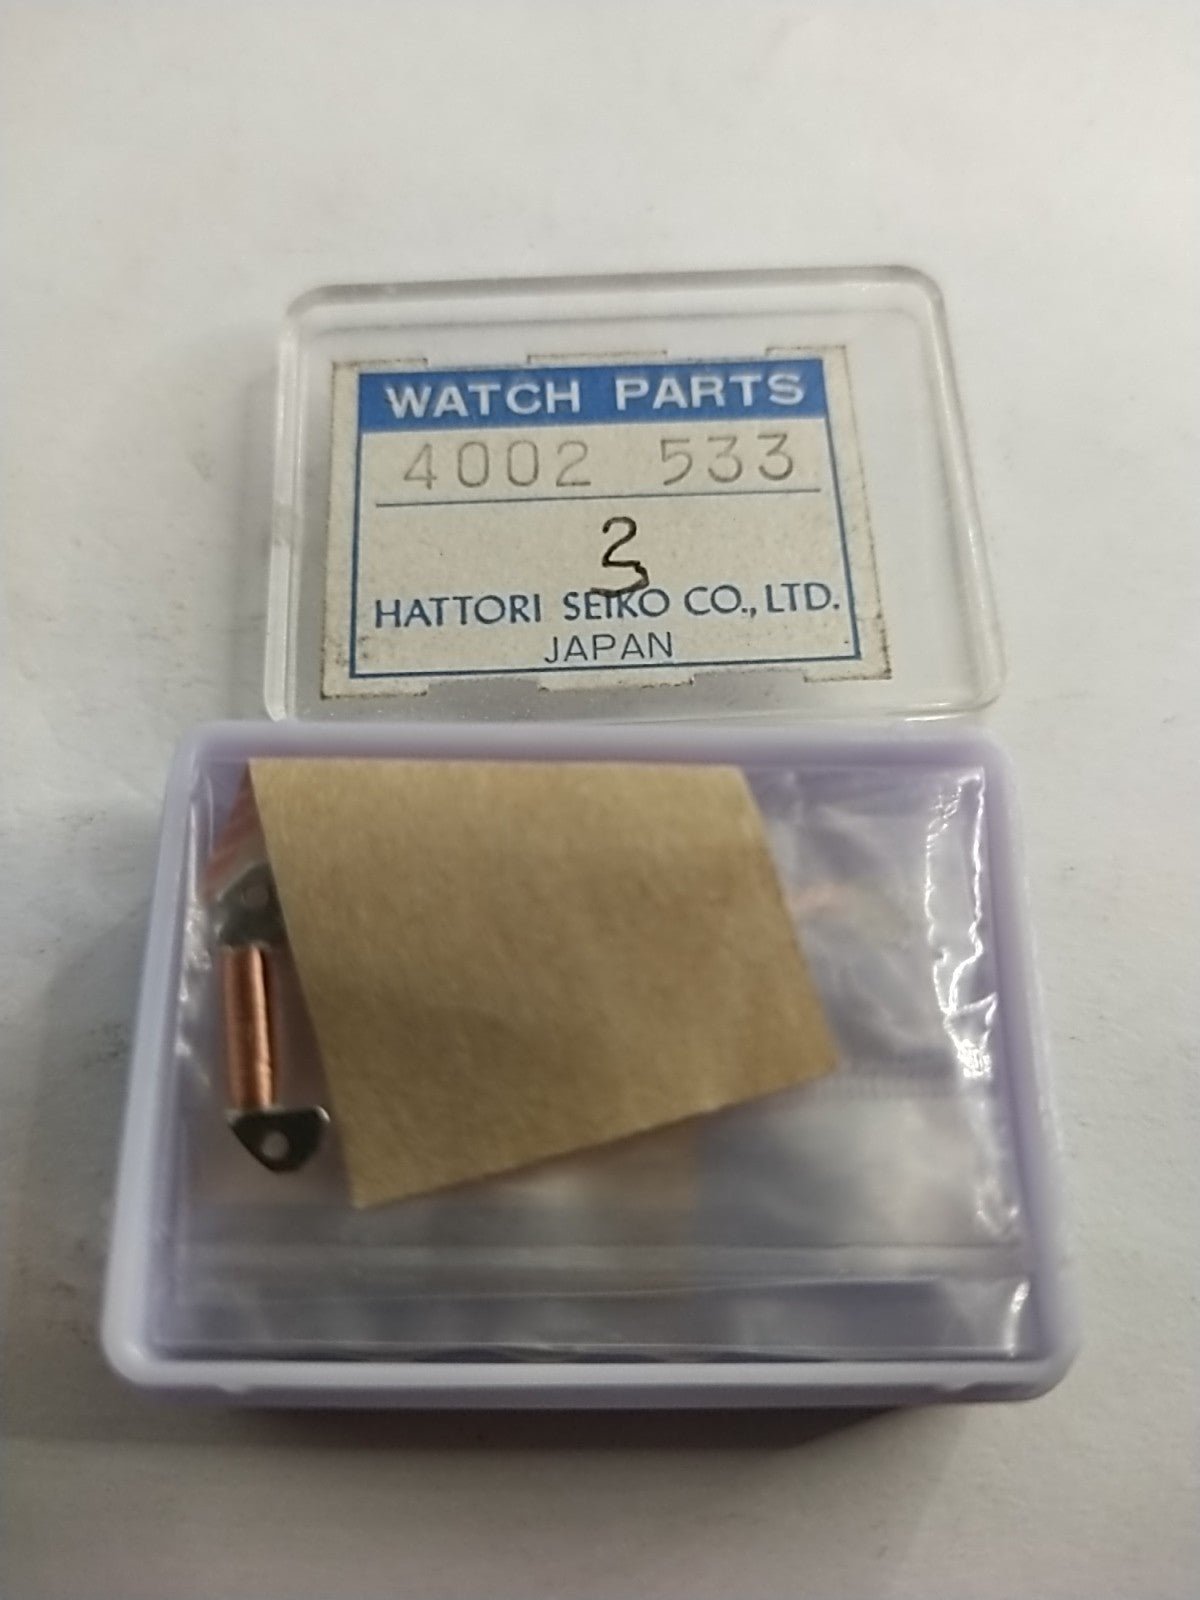 WATCH PARTS
4002 533
3
HATTORI SEIKO CO., LTD.
JAPAN